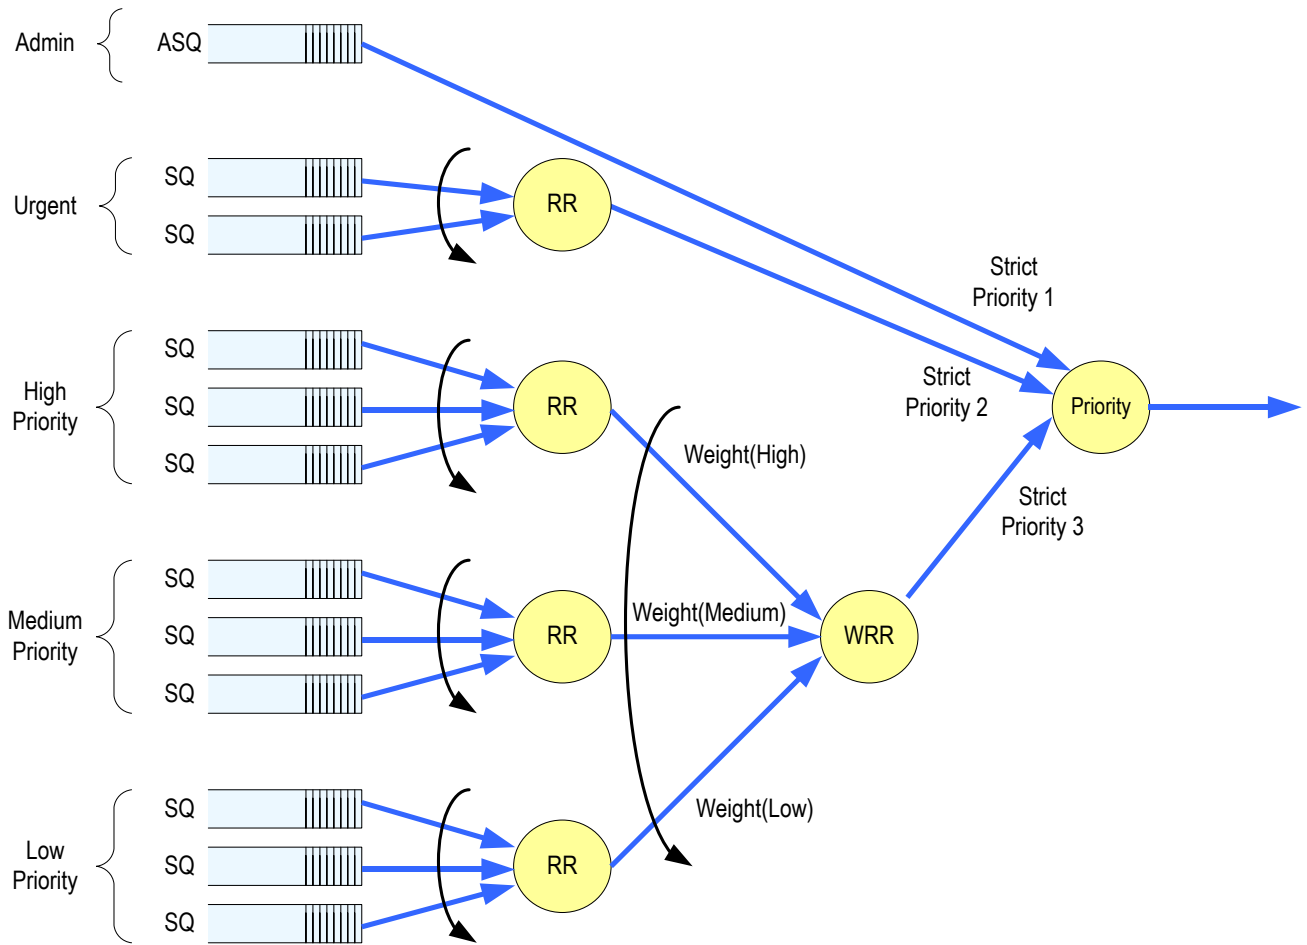 Admin
ASQ
Urgent
SQ
SQ
RR
Strict
Priority 1
High
Priority
SQ
SQ
SQ
RR
Strict
Priority 2
Priority
Weight(High)
Strict
Priority 3
Medium
Priority
SQ
SQ
SQ
RR
Weight(Medium)
WRR
Low
Priority
SQ
SQ
SQ
RR
Weight(Low)